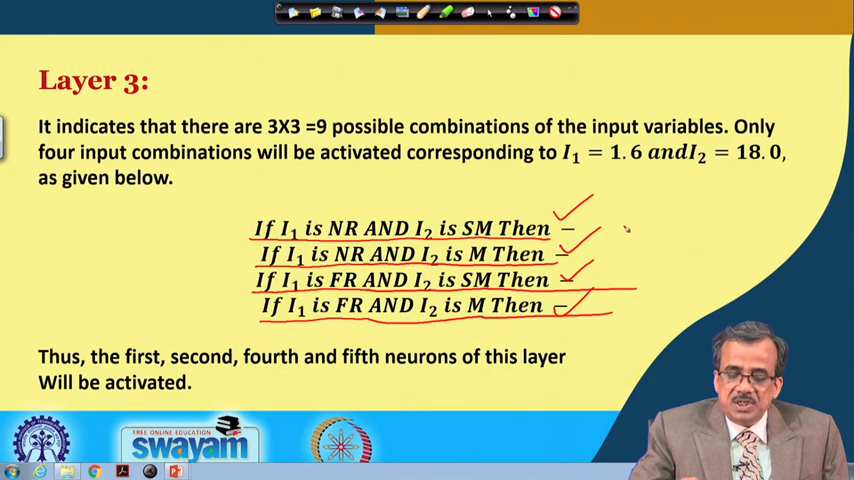 Layer 3:
It indicates that there are 3X3 =9 possible combinations of the input variables. Only
four input combinations will be activated corresponding to I₁ = 1.6 andI₂ = 18.0,
as given below.
If I₁ is NR AND I₂ is SM Then −
If I₁ is NR AND I₂ is M Then −
If I₁ is FR AND I₂ is SM Then −
If I₁ is FR AND I₂ is M Then −
Thus, the first, second, fourth and fifth neurons of this layer
Will be activated.
FREE ONLINE EDUCATION
swayam